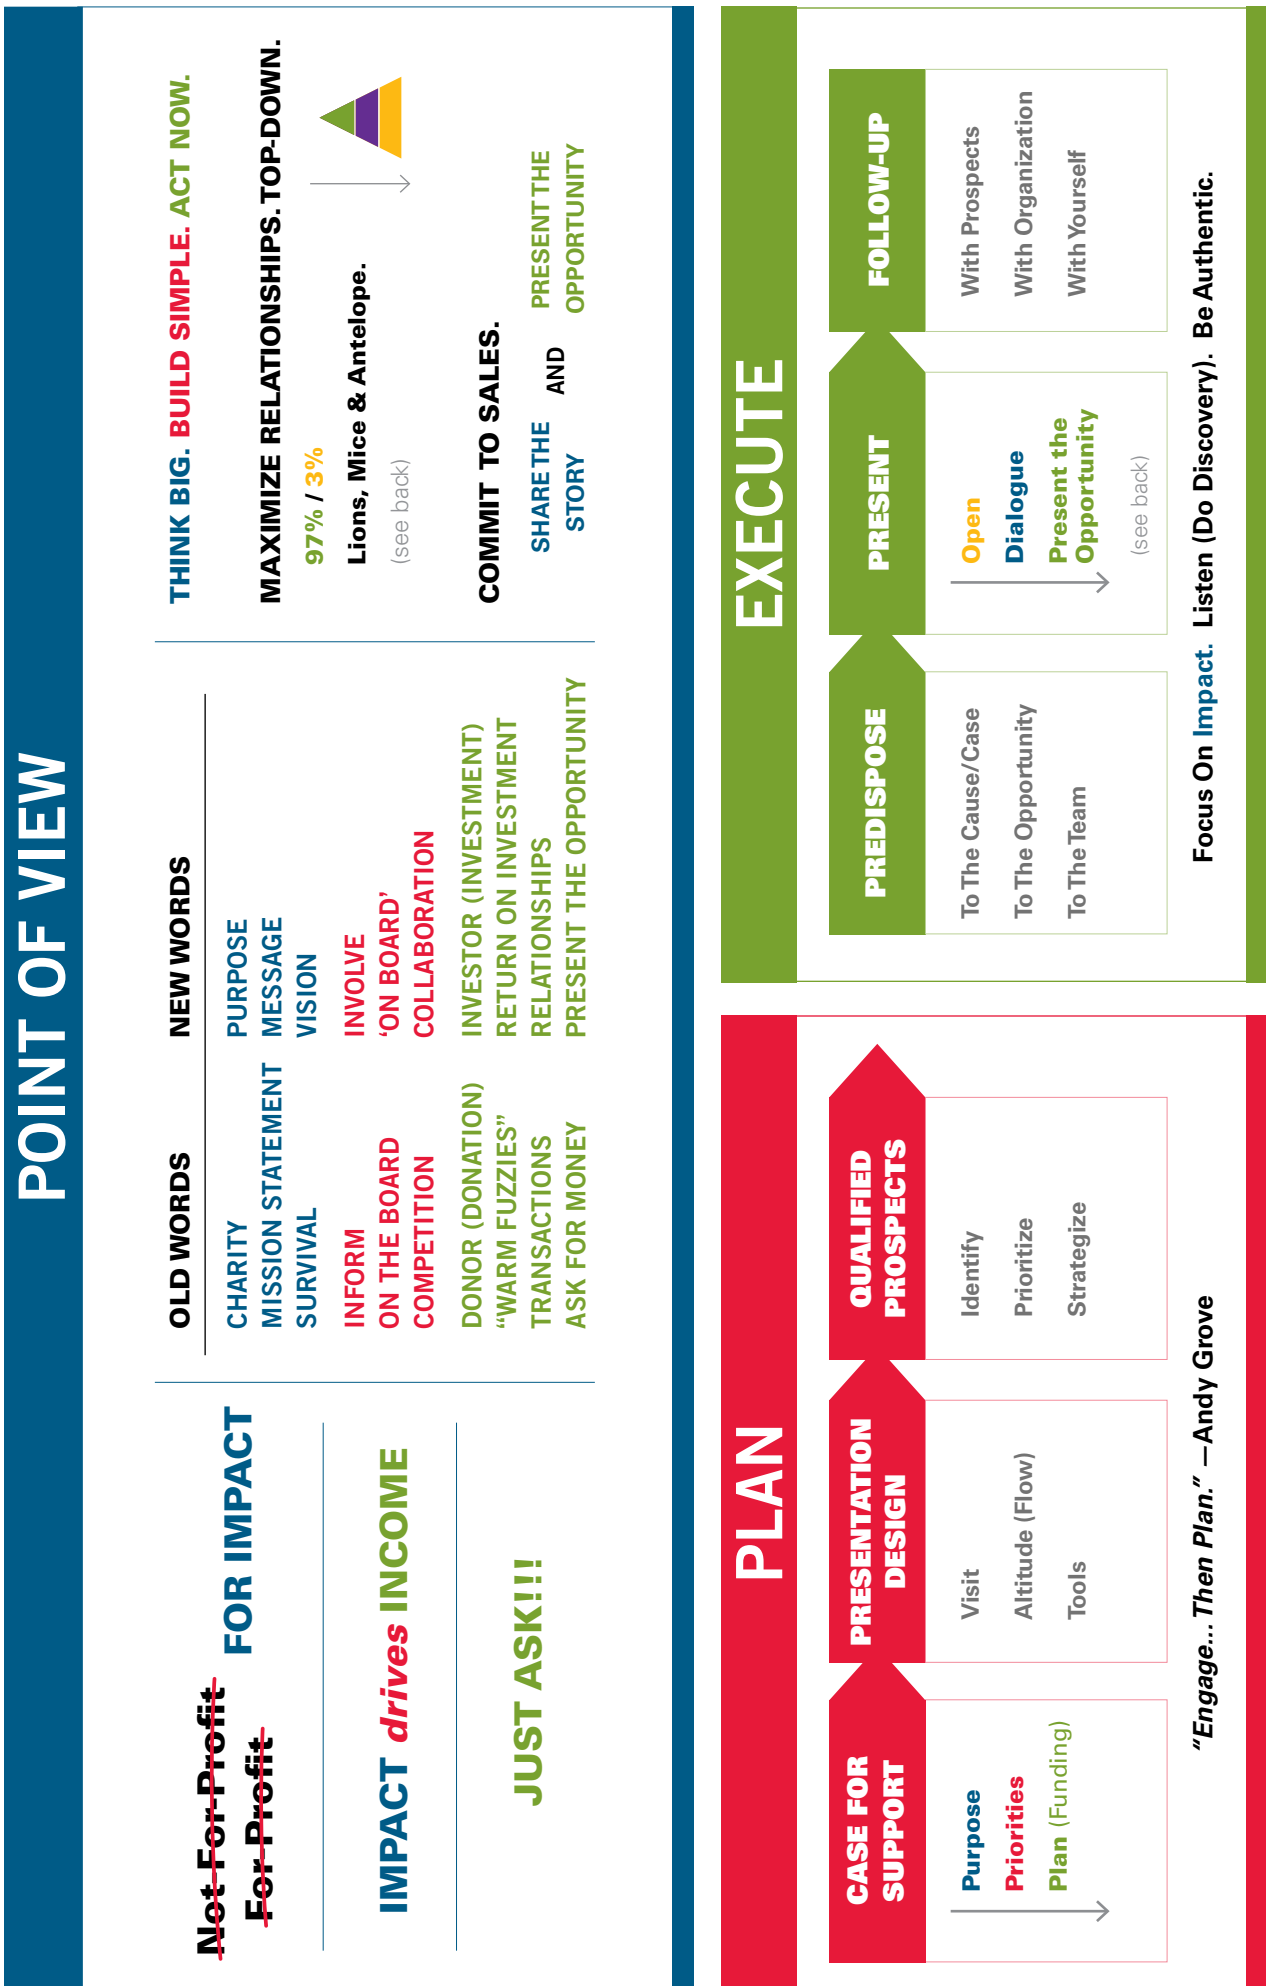 POINT OF VIEW
Not-For-Profit
For-Profit
FOR IMPACT
IMPACT drives INCOME
JUST ASK!!!
OLD WORDS NEW WORDS
CHARITY PURPOSE
MISSION STATEMENT MESSAGE
SURVIVAL VISION
INFORM INVOLVE
ON THE BOARD ‘ON BOARD’
COMPETITION COLLABORATION
DONOR (DONATION) INVESTOR (INVESTMENT)
“WARM FUZZIES” RETURN ON INVESTMENT
TRANSACTIONS RELATIONSHIPS
ASK FOR MONEY PRESENT THE OPPORTUNITY
THINK BIG. BUILD SIMPLE. ACT NOW.
MAXIMIZE RELATIONSHIPS. TOP-DOWN.
97% / 3%
Lions, Mice & Antelope.
(see back)
COMMIT TO SALES.
SHARE THE
STORY
AND
PRESENT THE
OPPORTUNITY
PLAN
CASE FOR
SUPPORT
Purpose
Priorities
Plan (Funding)
PRESENTATION
DESIGN
Visit
Altitude (Flow)
Tools
QUALIFIED
PROSPECTS
Identify
Prioritize
Strategize
“Engage... Then Plan.” —Andy Grove
EXECUTE
PREDISPOSE
To The Cause/Case
To The Opportunity
To The Team
PRESENT
Open
Dialogue
Present the
Opportunity
(see back)
FOLLOW-UP
With Prospects
With Organization
With Yourself
Focus On Impact. Listen (Do Discovery). Be Authentic.